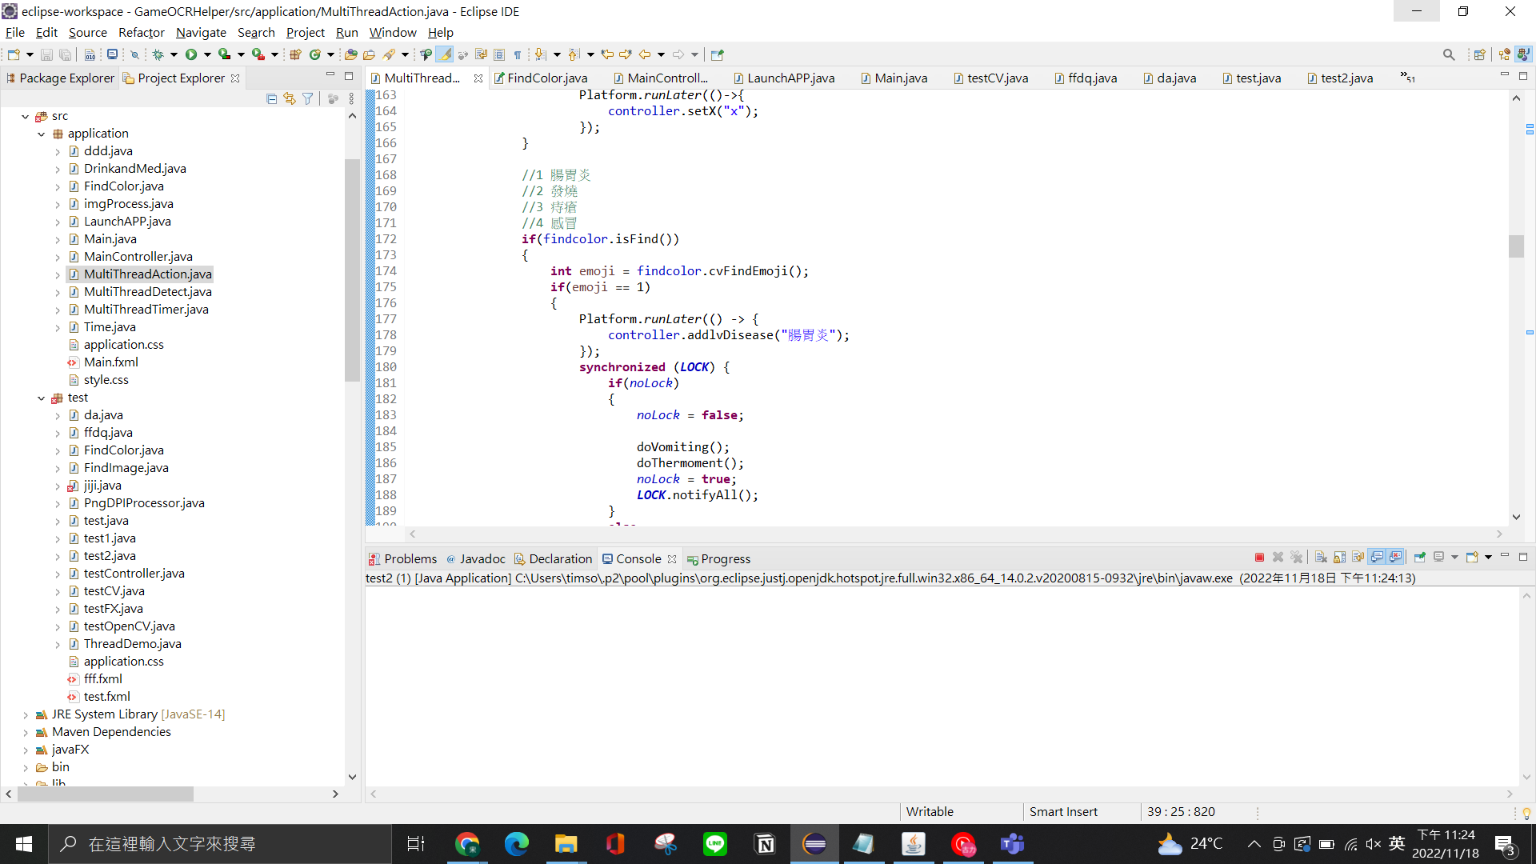 eclipse-workspace - GameOCRHelper/src/application/MultiThreadAction.java - Eclipse IDE
File Edit Source Refactor Navigate Search Project Run Window Help
Package Explorer Project Explorer
MultiThread... FindColor.java MainControll... LaunchAPP.java Main.java testCV.java ffdq.java da.java test.java test2.java »51
src
application
ddd.java
DrinkandMed.java
FindColor.java
imgProcess.java
LaunchAPP.java
Main.java
MainController.java
MultiThreadAction.java
MultiThreadDetect.java
MultiThreadTimer.java
Time.java
application.css
Main.fxml
style.css
test
da.java
ffdq.java
FindColor.java
FindImage.java
jiji.java
PngDPIProcessor.java
test.java
test1.java
test2.java
testController.java
testCV.java
testFX.java
testOpenCV.java
ThreadDemo.java
application.css
fff.fxml
test.fxml
JRE System Library [JavaSE-14]
Maven Dependencies
javaFX
bin
lib
163 Platform.runLater(()->{
164 controller.setX("x");
165 });
166 }
167
168 //1 腸胃炎
169 //2 發燒
170 //3 痔瘡
171 //4 感冒
172 if(findcolor.isFind())
173 {
174 int emoji = findcolor.cvFindEmoji();
175 if(emoji == 1)
176 {
177 Platform.runLater(() -> {
178 controller.addlvDisease("腸胃炎");
179 });
180 synchronized (LOCK) {
181 if(noLock)
182 {
183 noLock = false;
184
185 doVomiting();
186 doThermoment();
187 noLock = true;
188 LOCK.notifyAll();
189 }
190 else
Problems Javadoc Declaration Console Progress
test2 (1) [Java Application] C:\Users\timso\.p2\pool\plugins\org.eclipse.justj.openjdk.hotspot.jre.full.win32.x86_64_14.0.2.v20200815-0932\jre\bin\javaw.exe (2022年11月18日 下午11:24:13)
Writable Smart Insert 39 : 25 : 820
在這裡輸入文字來搜尋
24°C 英 下午 11:24
2022/11/18
3